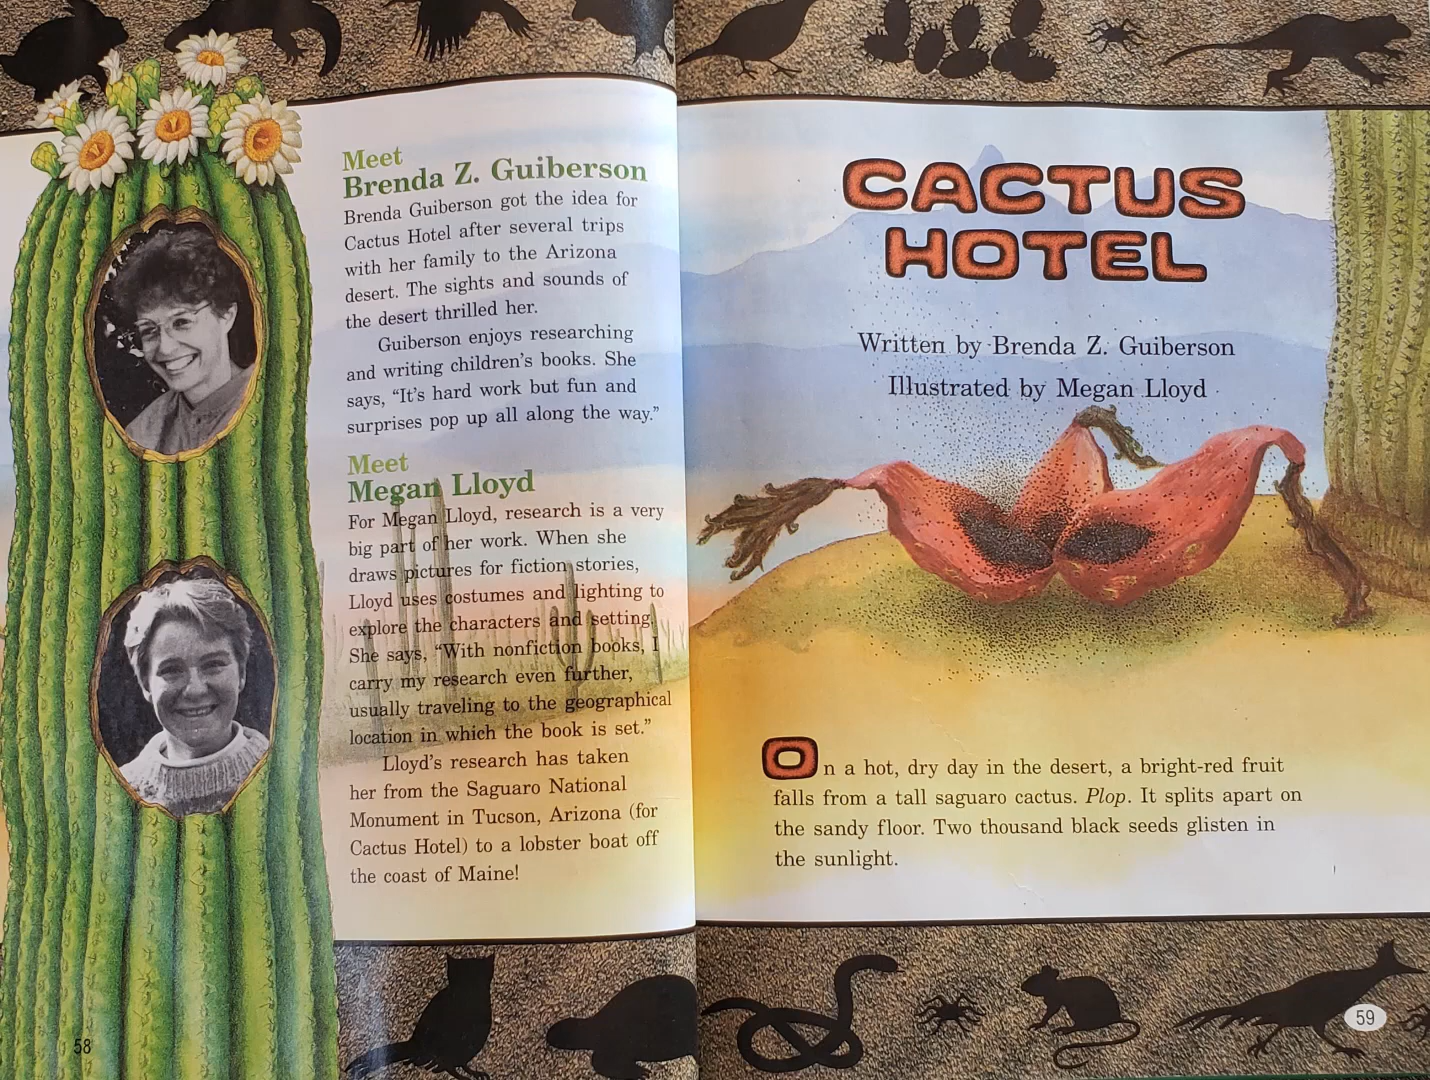 Meet
Brenda Z. Guiberson
Brenda Guiberson got the idea for
Cactus Hotel after several trips
with her family to the Arizona
desert. The sights and sounds of
the desert thrilled her.
Guiberson enjoys researching
and writing children's books. She
says, "It's hard work but fun and
surprises pop up all along the way."
Meet
Megan Lloyd
For Megan Lloyd, research is a very
big part of her work. When she
draws pictures for fiction stories,
Lloyd uses costumes and lighting to
explore the characters and setting.
She says, "With nonfiction books, I
carry my research even further,
usually traveling to the geographical
location in which the book is set."
Lloyd's research has taken
her from the Saguaro National
Monument in Tucson, Arizona (for
Cactus Hotel) to a lobster boat off
the coast of Maine!
58
CACTUS
HOTEL
Written by Brenda Z. Guiberson
Illustrated by Megan Lloyd
On a hot, dry day in the desert, a bright-red fruit
falls from a tall saguaro cactus. Plop. It splits apart on
the sandy floor. Two thousand black seeds glisten in
the sunlight.
59